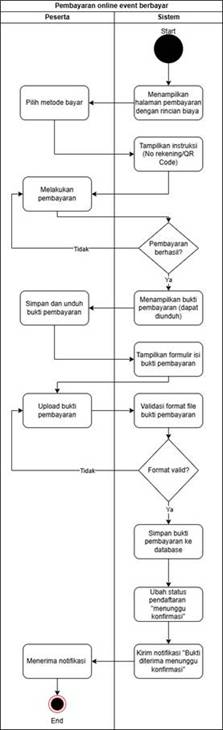 Pembayaran online event berbayar
Peserta
Sistem
Start
Pilih metode bayar
Menampilkan
halaman pembayaran
dengan rincian biaya
Tampilkan instruksi
(No rekening/QR
Code)
Melakukan
pembayaran
Tidak
Pembayaran
berhasil?
Ya
Simpan dan unduh
bukti pembayaran
Menampilkan bukti
pembayaran (dapat
diunduh)
Tampilkan formulir isi
bukti pembayaran
Upload bukti
pembayaran
Validasi format file
bukti pembayaran
Tidak
Format valid?
Ya
Simpan bukti
pembayaran ke
database
Ubah status
pendaftaran
"menunggu
konfirmasi"
Menerima notifikasi
Kirim notifikasi "Bukti
diterima menunggu
konfirmasi"
End